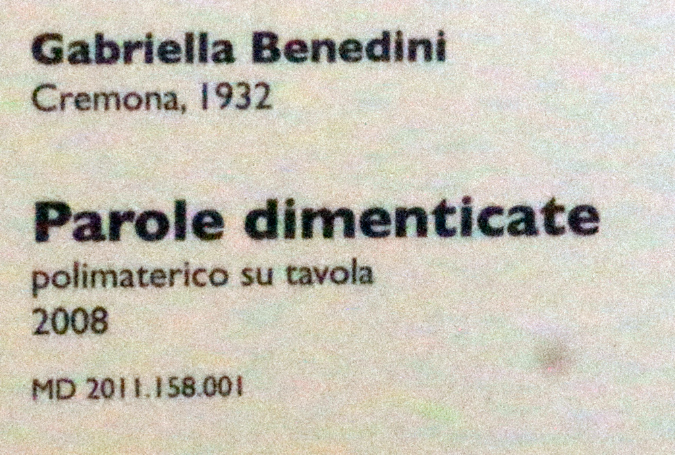 Gabriella Benedini
Cremona, 1932
Parole dimenticate
polimaterico su tavola
2008
MD 2011.158.001